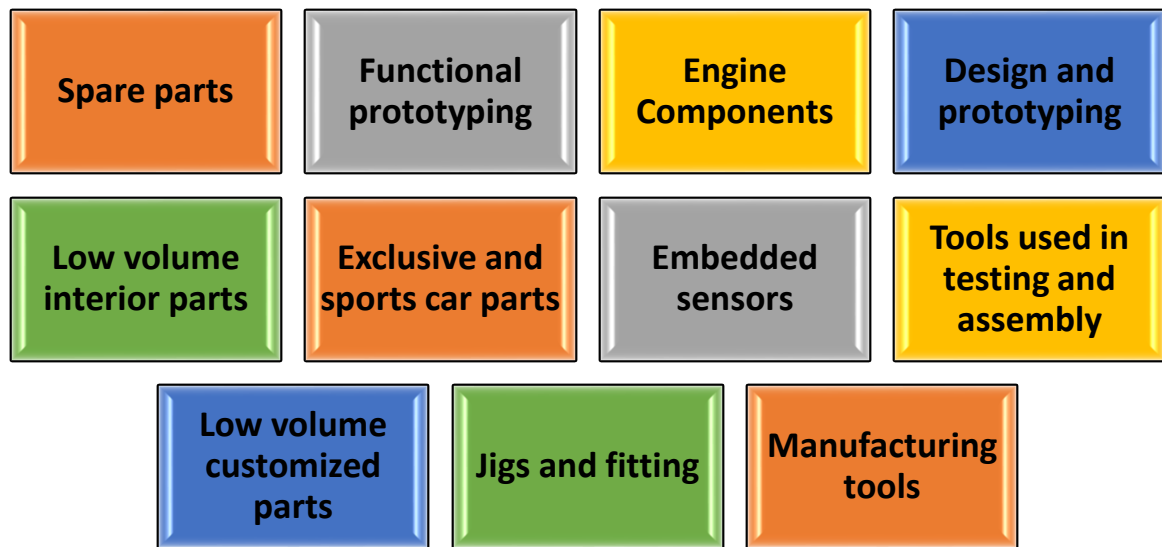 Spare parts
Functional
prototyping
Engine
Components
Design and
prototyping
Low volume
interior parts
Exclusive and
sports car parts
Embedded
sensors
Tools used in
testing and
assembly
Low volume
customized
parts
Jigs and fitting
Manufacturing
tools